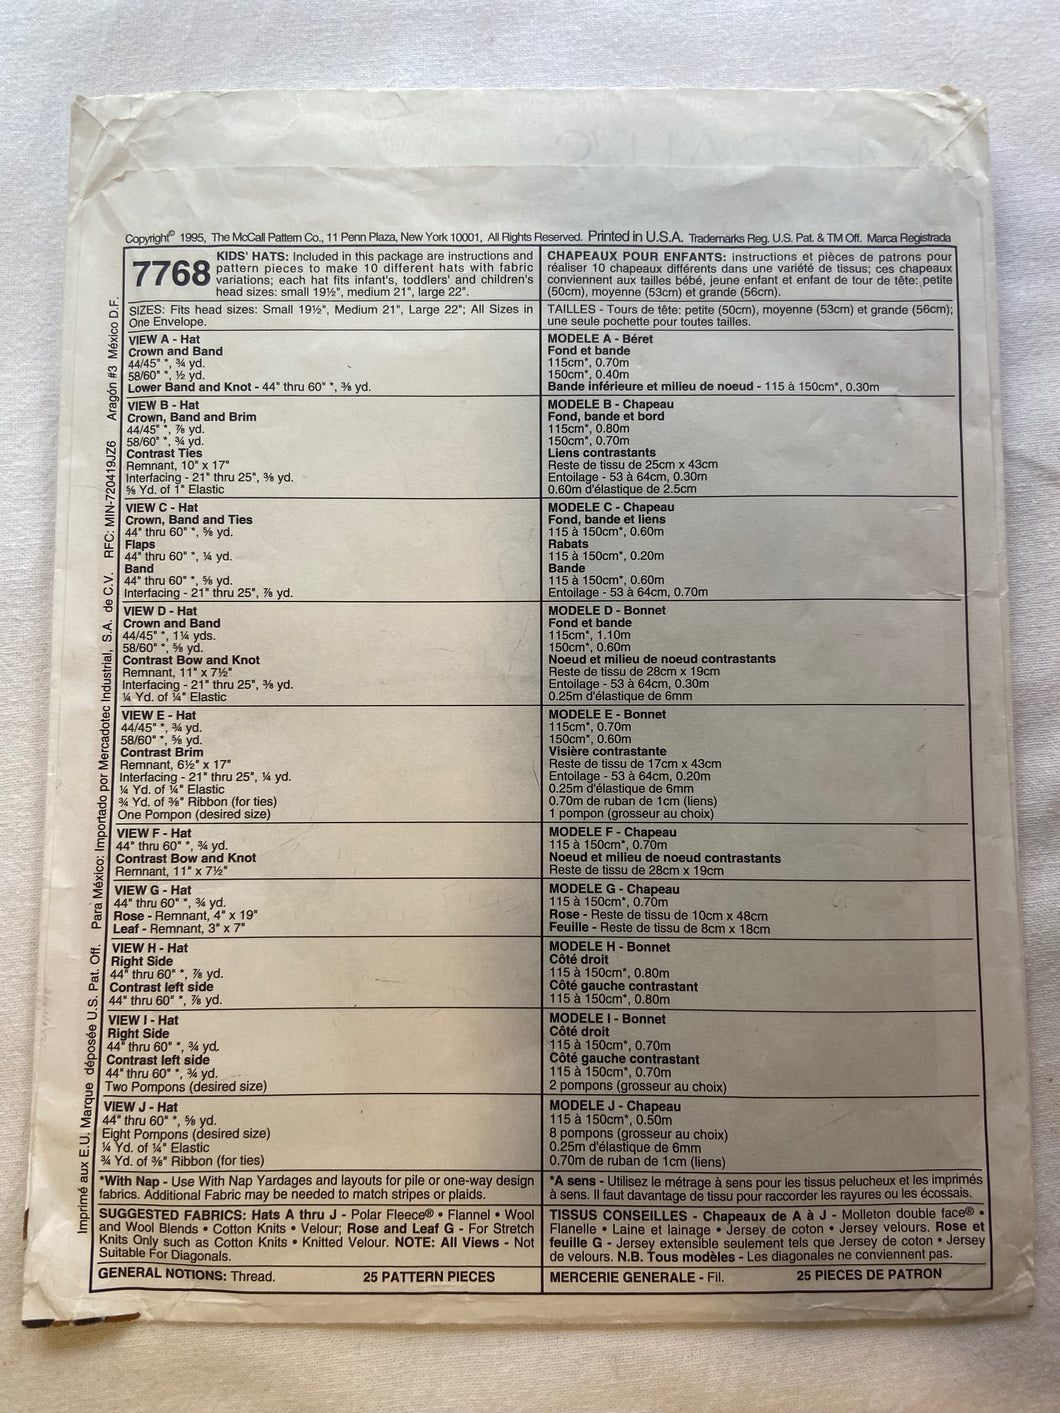 Copyright© 1995, The McCall Pattern Co., 11 Penn Plaza, New York 10001, All Rights Reserved. Printed in U.S.A. Trademarks Reg. U.S. Pat. & TM Off. Marca Registrada
7768
KIDS' HATS: Included in this package are instructions and
pattern pieces to make 10 different hats with fabric
variations; each hat fits infant's, toddlers' and children's
head sizes: small 19½", medium 21", large 22".
SIZES: Fits head sizes: Small 19½", Medium 21", Large 22"; All Sizes in
One Envelope.
VIEW A - Hat
Crown and Band
44/45" *, ¾ yd.
58/60" *, ½ yd.
Lower Band and Knot - 44" thru 60" *, ⅜ yd.
VIEW B - Hat
Crown, Band and Brim
44/45" *, ⅞ yd.
58/60" *, ¾ yd.
Contrast Ties
Remnant, 10" x 17"
Interfacing - 21" thru 25", ⅜ yd.
⅝ Yd. of 1" Elastic
VIEW C - Hat
Crown, Band and Ties
44" thru 60" *, ⅝ yd.
Flaps
44" thru 60" *, ¼ yd.
Band
44" thru 60" *, ⅝ yd.
Interfacing - 21" thru 25", ⅞ yd.
VIEW D - Hat
Crown and Band
44/45" *, 1¼ yds.
58/60" *, ⅝ yd.
Contrast Bow and Knot
Remnant, 11" x 7½"
Interfacing - 21" thru 25", ⅜ yd.
¼ Yd. of ¼" Elastic
VIEW E - Hat
44/45" *, ¾ yd.
58/60" *, ⅝ yd.
Contrast Brim
Remnant, 6½" x 17"
Interfacing - 21" thru 25", ¼ yd.
¼ Yd. of ¼" Elastic
¾ Yd. of ⅜" Ribbon (for ties)
One Pompon (desired size)
VIEW F - Hat
44" thru 60" *, ¾ yd.
Contrast Bow and Knot
Remnant, 11" x 7½"
VIEW G - Hat
44" thru 60" *, ¾ yd.
Rose - Remnant, 4" x 19"
Leaf - Remnant, 3" x 7"
VIEW H - Hat
Right Side
44" thru 60" *, ⅞ yd.
Contrast left side
44" thru 60" *, ⅞ yd.
VIEW I - Hat
Right Side
44" thru 60" *, ¾ yd.
Contrast left side
44" thru 60" *, ¾ yd.
Two Pompons (desired size)
VIEW J - Hat
44" thru 60" *, ⅝ yd.
Eight Pompons (desired size)
¼ Yd. of ¼" Elastic
¾ Yd. of ⅜" Ribbon (for ties)
*With Nap - Use With Nap Yardages and layouts for pile or one-way design
fabrics. Additional Fabric may be needed to match stripes or plaids.
SUGGESTED FABRICS: Hats A thru J - Polar Fleece® • Flannel • Wool
and Wool Blends • Cotton Knits • Velour; Rose and Leaf G - For Stretch
Knits Only such as Cotton Knits • Knitted Velour. NOTE: All Views - Not
Suitable For Diagonals.
GENERAL NOTIONS: Thread. 25 PATTERN PIECES
CHAPEAUX POUR ENFANTS: instructions et pièces de patrons pour
réaliser 10 chapeaux différents dans une variété de tissus; ces chapeaux
conviennent aux tailles bébé, jeune enfant et enfant de tour de tête: petite
(50cm), moyenne (53cm) et grande (56cm).
TAILLES - Tours de tête: petite (50cm), moyenne (53cm) et grande (56cm);
une seule pochette pour toutes tailles.
MODELE A - Béret
Fond et bande
115cm*, 0.70m
150cm*, 0.40m
Bande inférieure et milieu de noeud - 115 à 150cm*, 0.30m
MODELE B - Chapeau
Fond, bande et bord
115cm*, 0.80m
150cm*, 0.70m
Liens contrastants
Reste de tissu de 25cm x 43cm
Entoilage - 53 à 64cm, 0.30m
0.60m d'élastique de 2.5cm
MODELE C - Chapeau
Fond, bande et liens
115 à 150cm*, 0.60m
Rabats
115 à 150cm*, 0.20m
Bande
115 à 150cm*, 0.60m
Entoilage - 53 à 64cm, 0.70m
MODELE D - Bonnet
Fond et bande
115cm*, 1.10m
150cm*, 0.60m
Noeud et milieu de noeud contrastants
Reste de tissu de 28cm x 19cm
Entoilage - 53 à 64cm, 0.30m
0.25m d'élastique de 6mm
MODELE E - Bonnet
115cm*, 0.70m
150cm*, 0.60m
Visière contrastante
Reste de tissu de 17cm x 43cm
Entoilage - 53 à 64cm, 0.20m
0.25m d'élastique de 6mm
0.70m de ruban de 1cm (liens)
1 pompon (grosseur au choix)
MODELE F - Chapeau
115 à 150cm*, 0.70m
Noeud et milieu de noeud contrastants
Reste de tissu de 28cm x 19cm
MODELE G - Chapeau
115 à 150cm*, 0.70m
Rose - Reste de tissu de 10cm x 48cm
Feuille - Reste de tissu de 8cm x 18cm
MODELE H - Bonnet
Côté droit
115 à 150cm*, 0.80m
Côté gauche contrastant
115 à 150cm*, 0.80m
MODELE I - Bonnet
Côté droit
115 à 150cm*, 0.70m
Côté gauche contrastant
115 à 150cm*, 0.70m
2 pompons (grosseur au choix)
MODELE J - Chapeau
115 à 150cm*, 0.50m
8 pompons (grosseur au choix)
0.25m d'élastique de 6mm
0.70m de ruban de 1cm (liens)
*A sens - Utilisez le métrage à sens pour les tissus pelucheux et les imprimés
à sens. Il faut davantage de tissu pour raccorder les rayures ou les écossais.
TISSUS CONSEILLES - Chapeaux de A à J - Molleton double face® •
Flanelle • Laine et lainage • Jersey de coton • Jersey velours. Rose et
feuille G - Jersey extensible seulement tels que Jersey de coton • Jersey
de velours. N.B. Tous modèles - Les diagonales ne conviennent pas.
MERCERIE GENERALE - Fil. 25 PIECES DE PATRON
Imprimé aux E.U. Marque déposée U.S. Pat. Off. Para México: Importado por Mercadotec Industrial, S.A. de C.V. RFC: MIN-720419JZ6 Aragón #3 México D.F.